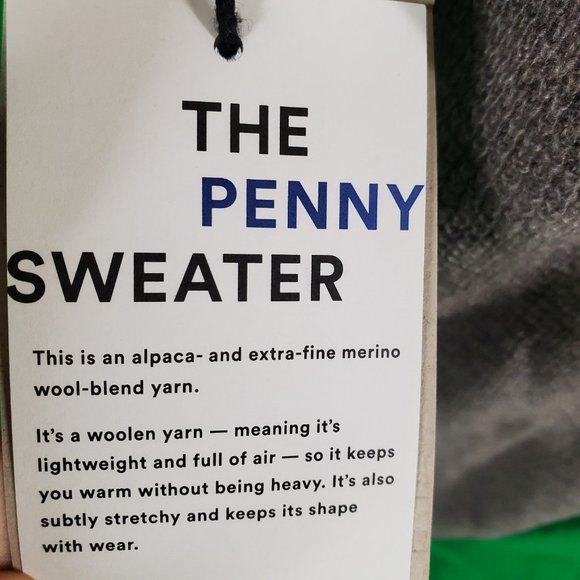 THE
PENNY
SWEATER
This is an alpaca- and extra-fine merino
wool-blend yarn.
It's a woolen yarn — meaning it's
lightweight and full of air — so it keeps
you warm without being heavy. It's also
subtly stretchy and keeps its shape
with wear.